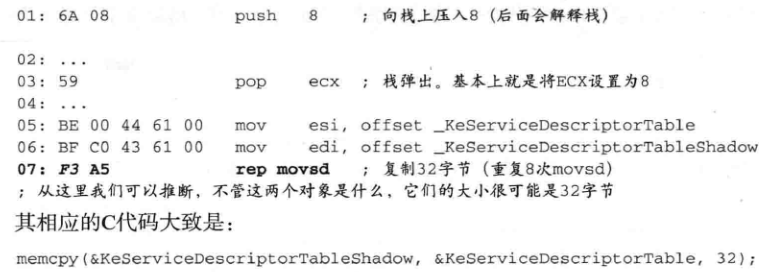 01: 6A 08 push 8 ; 向栈上压入8 (后面会解释栈)
02: ...
03: 59 pop ecx ; 栈弹出。基本上就是将ECX设置为8
04: ...
05: BE 00 44 61 00 mov esi, offset _KeServiceDescriptorTable
06: BF C0 43 61 00 mov edi, offset _KeServiceDescriptorTableShadow
07: F3 A5 rep movsd ; 复制32字节 (重复8次movsd)
; 从这里我们可以推断, 不管这两个对象是什么, 它们的大小很可能是32字节
其相应的C代码大致是:
memcpy(&KeServiceDescriptorTableShadow, &KeServiceDescriptorTable, 32);